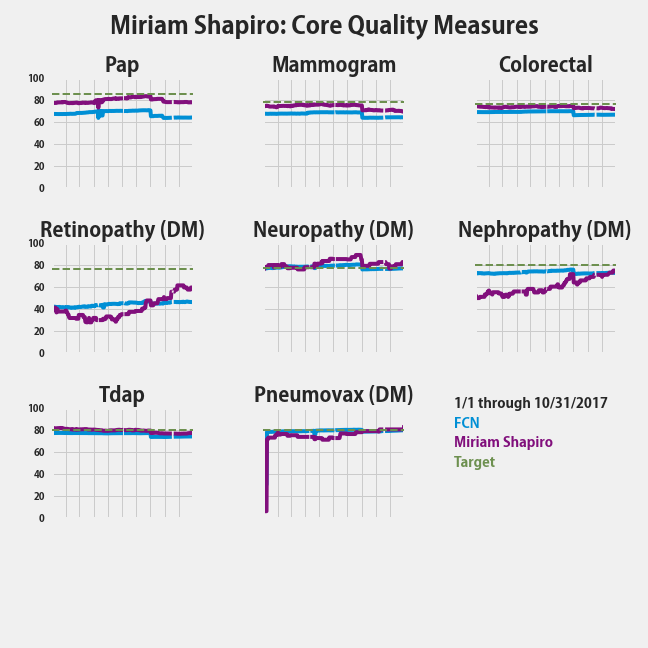 Miriam Shapiro: Core Quality Measures
Pap
Mammogram
Colorectal
100
80
60
40
20
0
Retinopathy (DM)
Neuropathy (DM)
Nephropathy (DM)
100
80
60
40
20
0
Tdap
Pneumovax (DM)
100
80
60
40
20
0
1/1 through 10/31/2017
FCN
Miriam Shapiro
Target